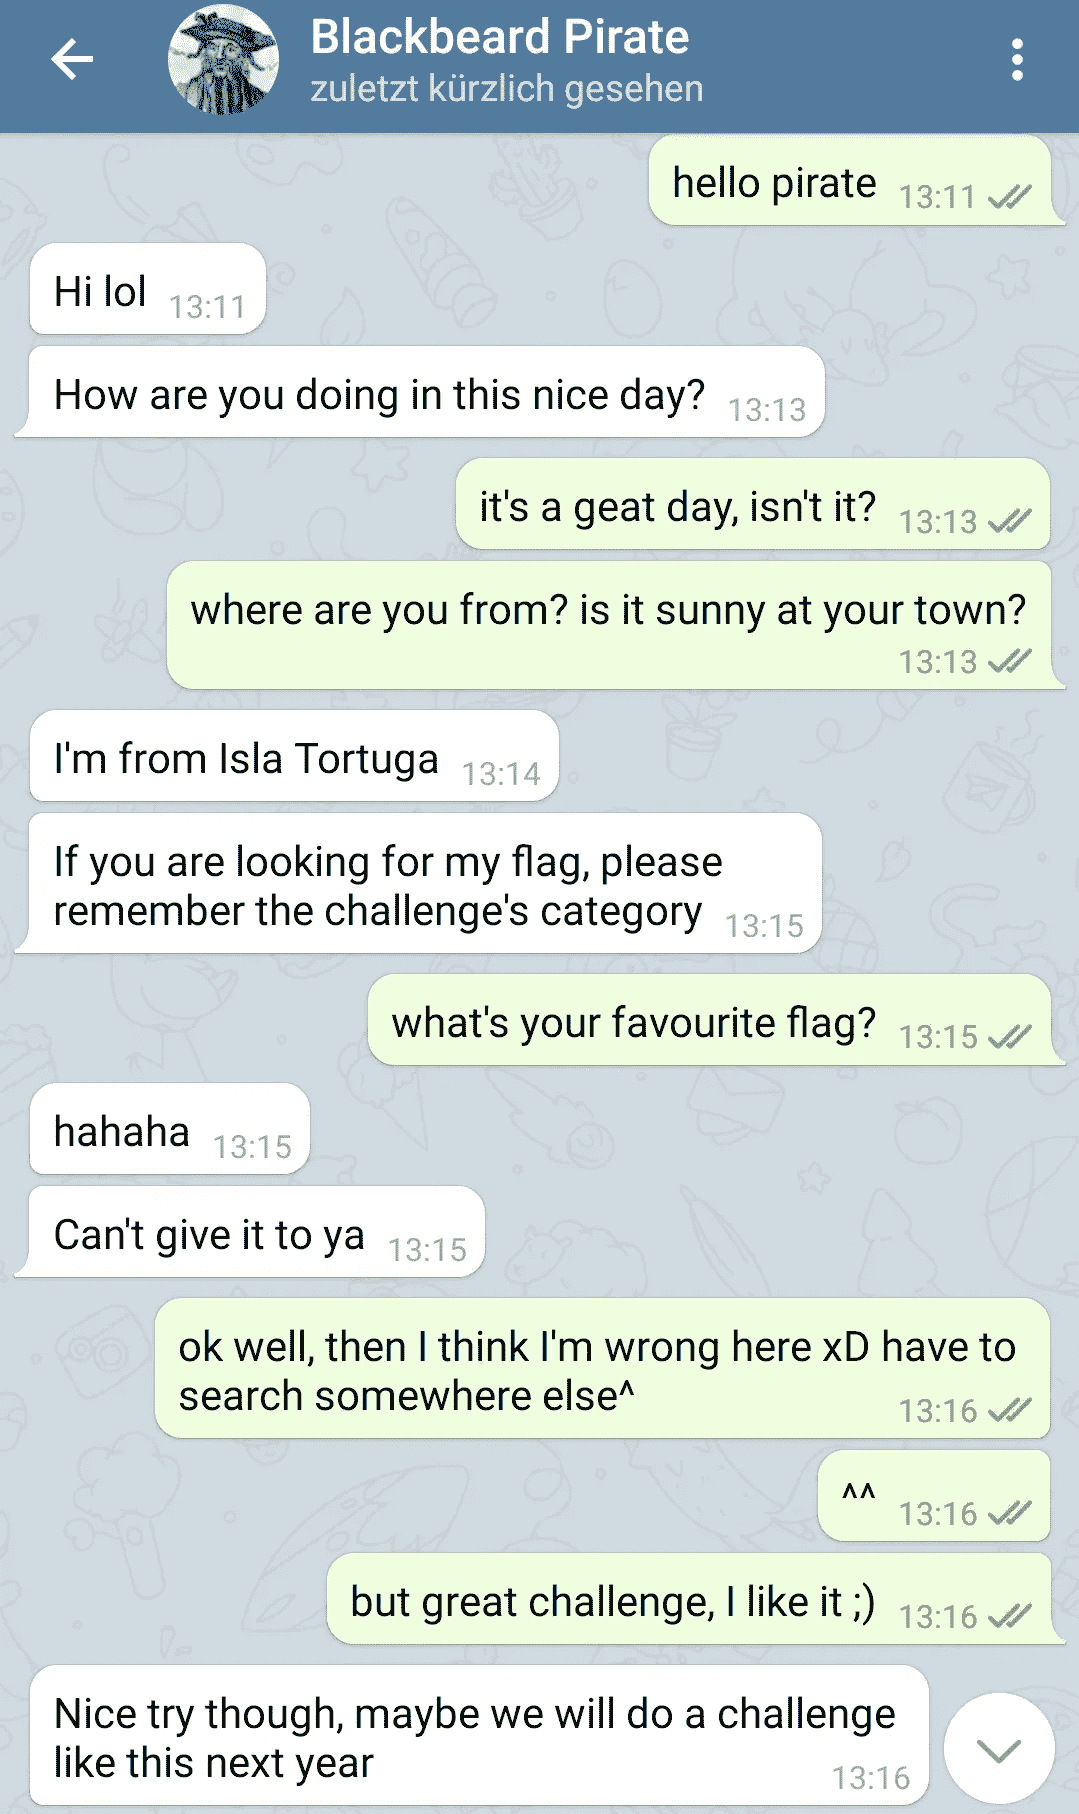 Blackbeard Pirate
zuletzt kürzlich gesehen
hello pirate 13:11
Hi lol 13:11
How are you doing in this nice day? 13:13
it's a geat day, isn't it? 13:13
where are you from? is it sunny at your town?
13:13
I'm from Isla Tortuga 13:14
If you are looking for my flag, please
remember the challenge's category 13:15
what's your favourite flag? 13:15
hahaha 13:15
Can't give it to ya 13:15
ok well, then I think I'm wrong here xD have to
search somewhere else^ 13:16
^^ 13:16
but great challenge, I like it ;) 13:16
Nice try though, maybe we will do a challenge
like this next year 13:16